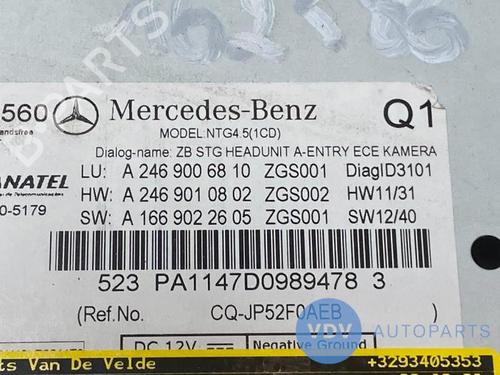 560 Mercedes-Benz Q1
andsfree
MODEL:NTG4.5(1CD)
Dialog-name: ZB STG HEADUNIT A-ENTRY ECE KAMERA
LU: A 246 900 68 10 ZGS001 DiagID3101
ANATEL
HW: A 246 901 08 02 ZGS002 HW11/31
0-5179
SW: A 166 902 26 05 ZGS001 SW12/40
523 PA1147D0989478 3
(Ref.No. CQ-JP52F0AEB )
VDV AUTOPARTS
DC 12V
Negative Ground
ts Van De Velde
+3293405353
B-PARTS